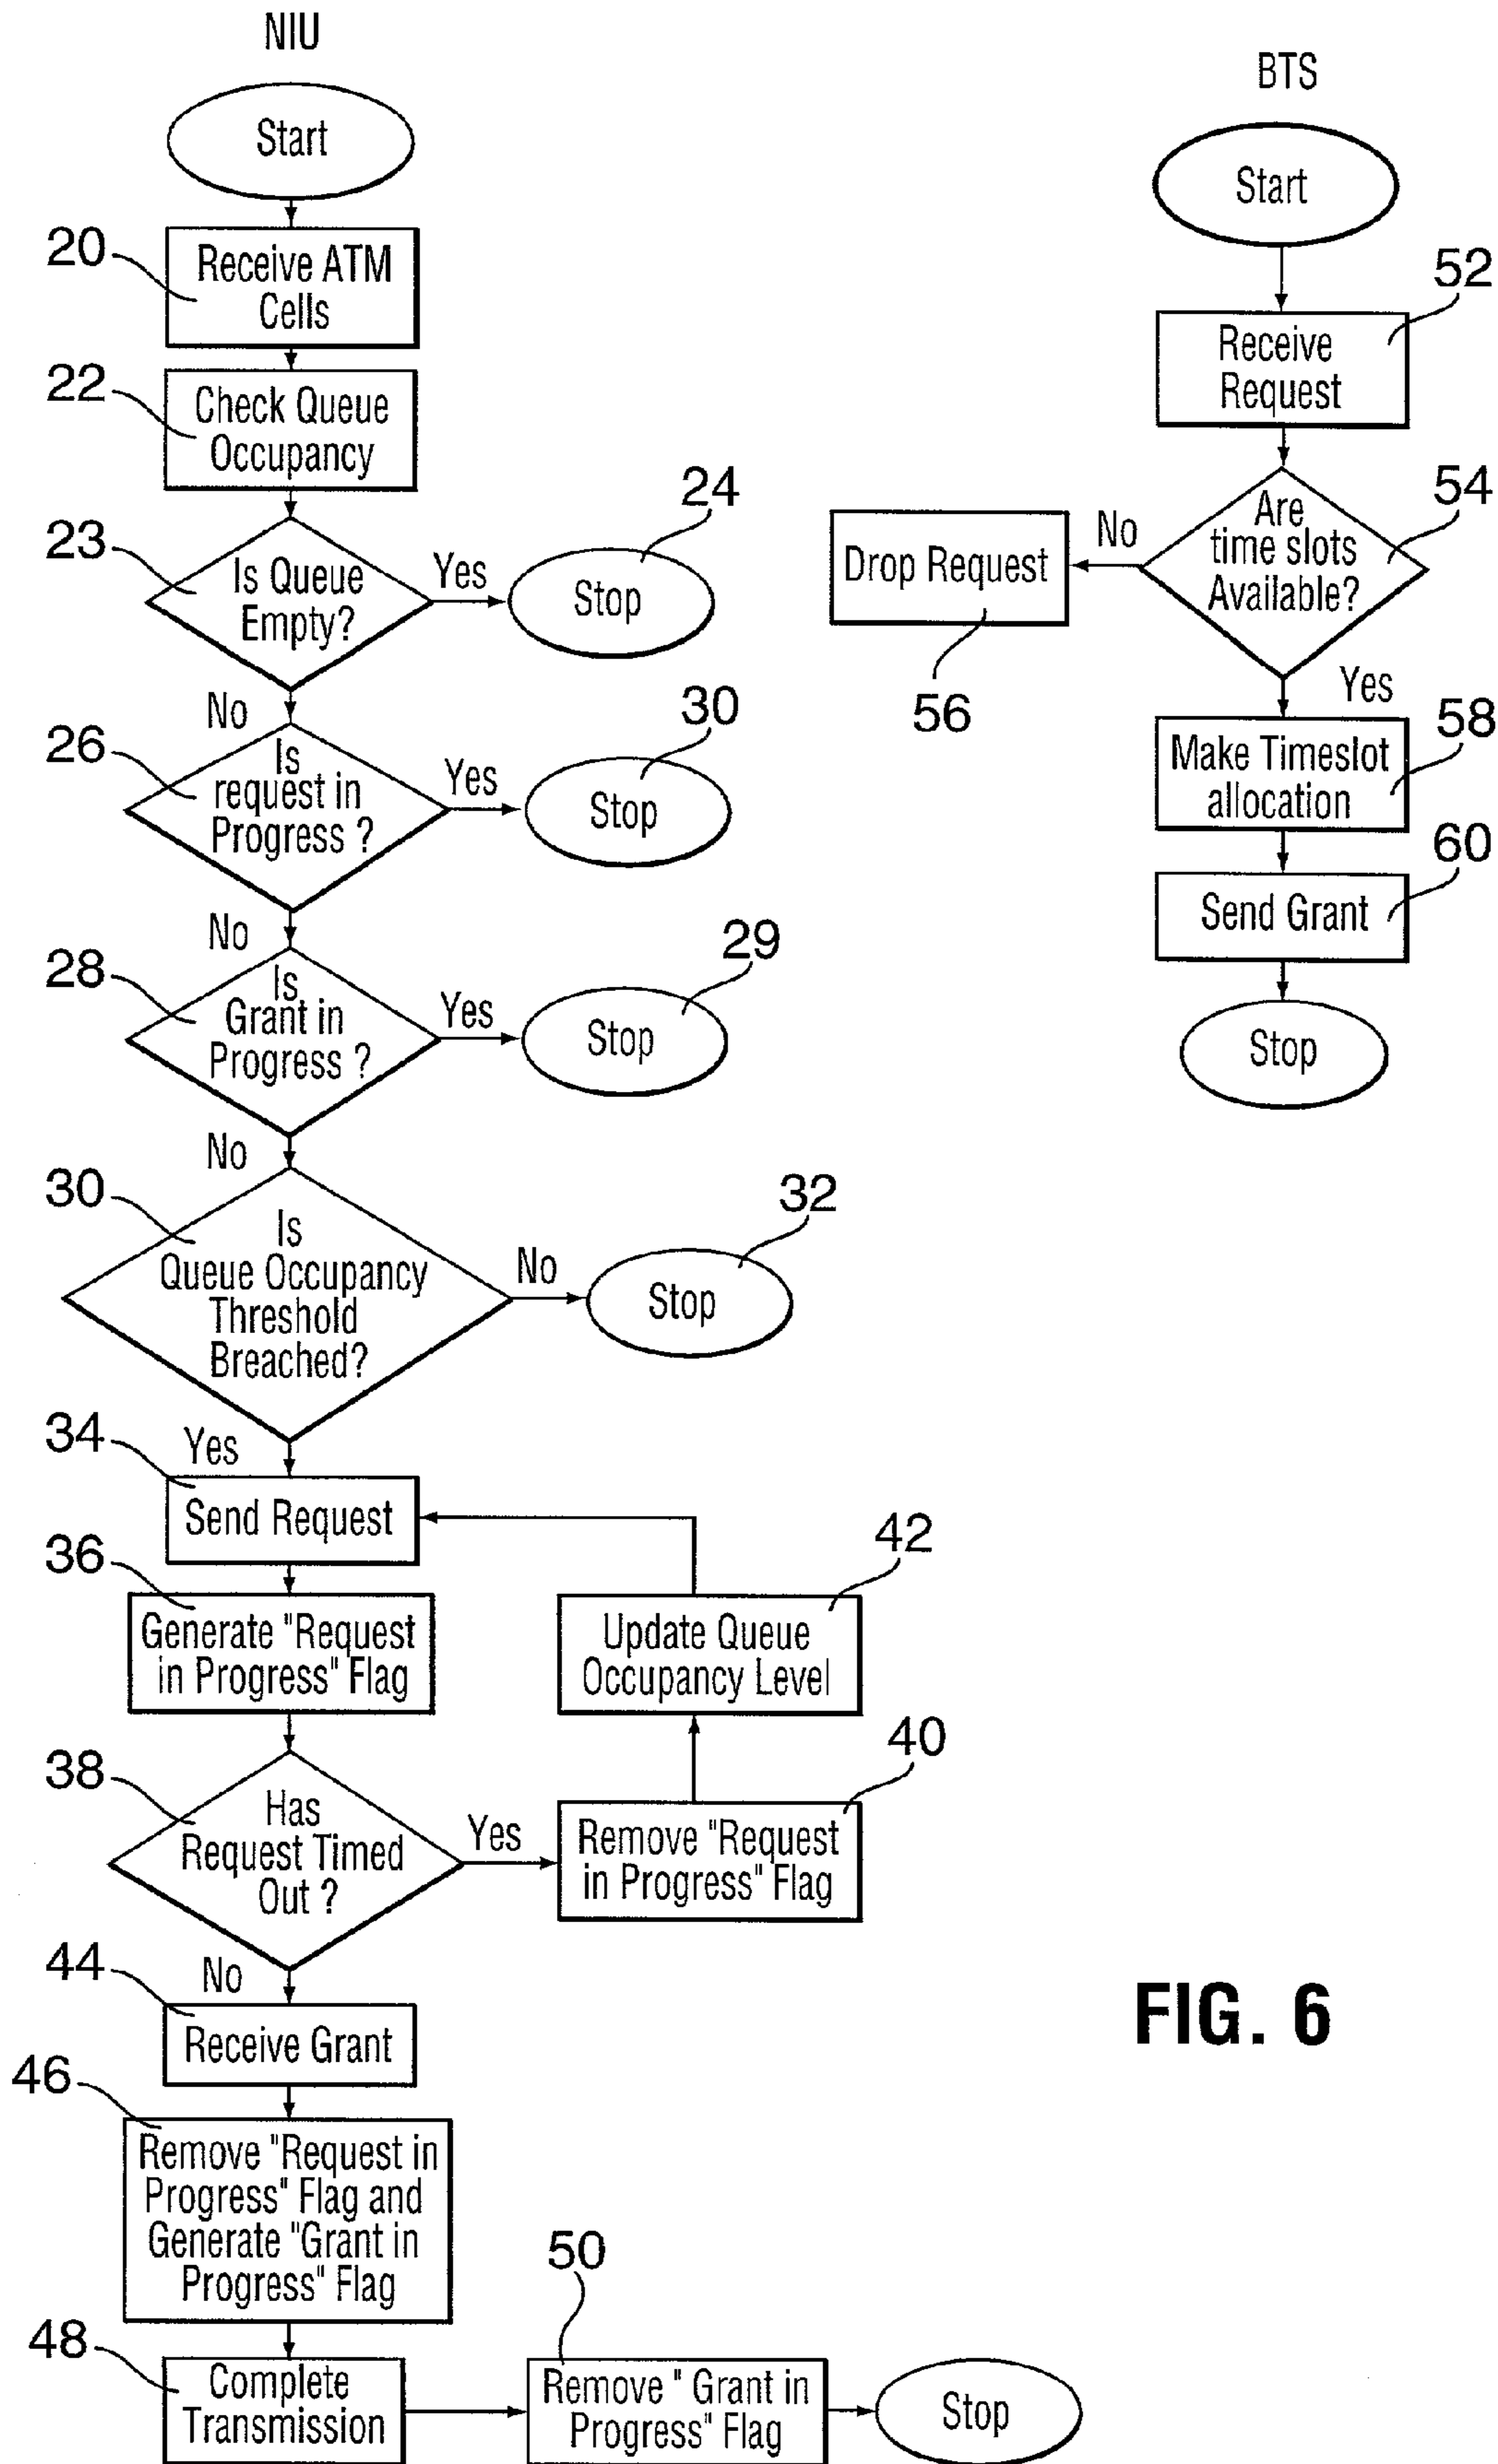 NIU
Start
20
Receive ATM
Cells
22
Check Queue
Occupancy
23
Is Queue
Empty?
Yes
24
Stop
No
26
Is
request in
Progress ?
Yes
30
Stop
No
28
Is
Grant in
Progress ?
Yes
29
Stop
No
30
Is
Queue Occupancy
Threshold
Breached?
No
32
Stop
Yes
34
Send Request
36
Generate "Request
in Progress" Flag
38
Has
Request Timed
Out ?
Yes
40
Remove "Request
in Progress" Flag
42
Update Queue
Occupancy Level
No
44
Receive Grant
46
Remove "Request in
Progress" Flag and
Generate "Grant in
Progress" Flag
48
Complete
Transmission
50
Remove " Grant in
Progress" Flag
Stop
BTS
Start
52
Receive
Request
54
Are
time slots
Available?
No
Drop Request
56
Yes
58
Make Timeslot
allocation
60
Send Grant
Stop
FIG. 6